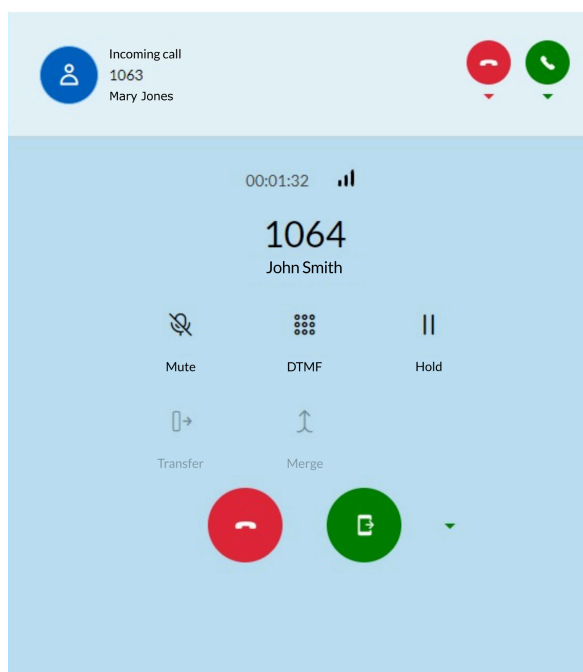 Incoming call
1063
Mary Jones
00:01:32
1064
John Smith
Mute DTMF Hold
Transfer Merge